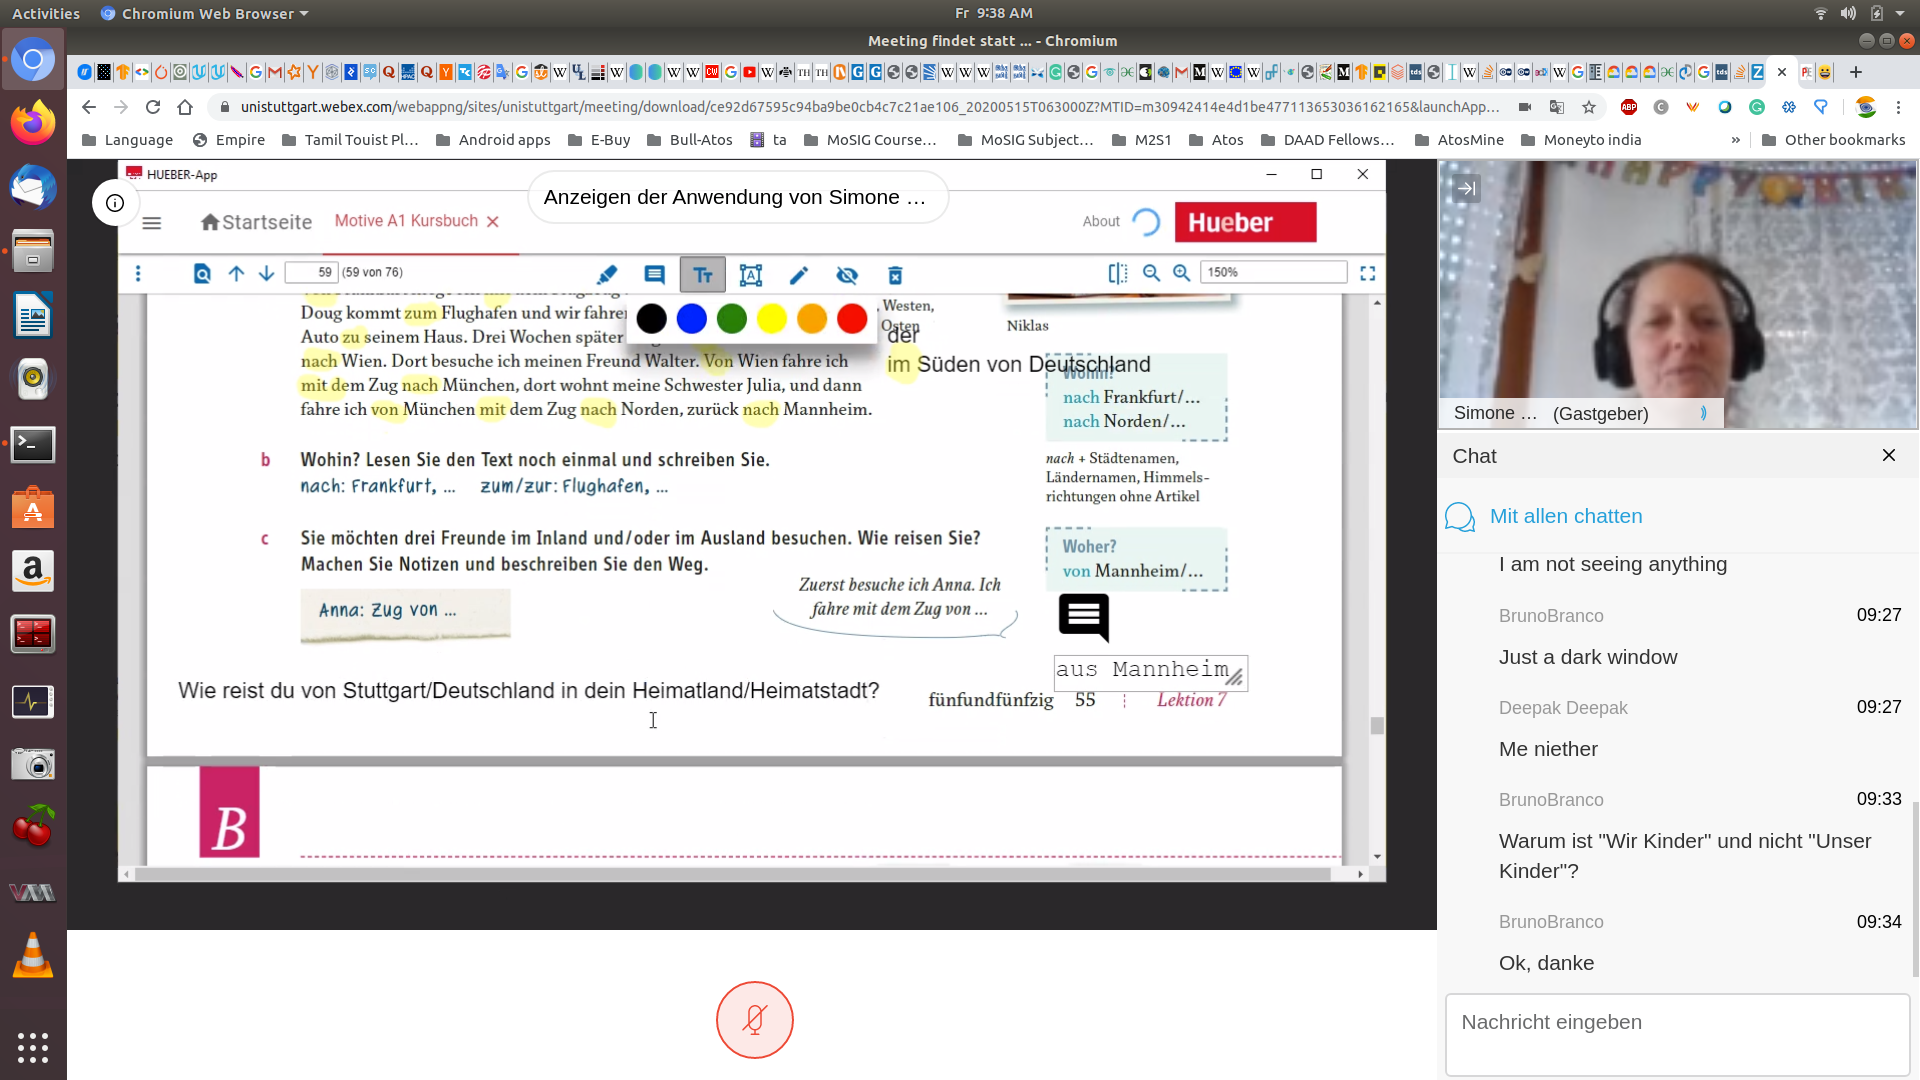 Activities
Chromium Web Browser
Fr 9:38 AM
Meeting findet statt ... - Chromium
unistuttgart.webex.com/webappng/sites/unistuttgart/meeting/download/ce92d67595c94ba9be0cb4c7c21ae106_20200515T063000Z?MTID=m30942414e4d1be477113653036162165&launchApp...
Language
Empire
Tamil Touist Pl...
Android apps
E-Buy
Bull-Atos
ta
MoSIG Course...
MoSIG Subject...
M2S1
Atos
DAAD Fellows...
AtosMine
Moneyto india
»
Other bookmarks
HUEBER-App
Anzeigen der Anwendung von Simone ...
Startseite
Motive A1 Kursbuch
About
Hueber
59 (59 von 76)
150%
Doug kommt zum Flughafen und wir fahren
Auto zu seinem Haus. Drei Wochen später
nach Wien. Dort besuche ich meinen Freund Walter. Von Wien fahre ich
mit dem Zug nach München, dort wohnt meine Schwester Julia, und dann
fahre ich von München mit dem Zug nach Norden, zurück nach Mannheim.
Westen,
Osten
der
im Süden von Deutschland
Niklas
Wohin?
nach Frankfurt/...
nach Norden/...
nach + Städtenamen,
Ländernamen, Himmels-
richtungen ohne Artikel
b Wohin? Lesen Sie den Text noch einmal und schreiben Sie.
nach: Frankfurt, ... zum/zur: Flughafen, ...
c Sie möchten drei Freunde im Inland und/oder im Ausland besuchen. Wie reisen Sie?
Machen Sie Notizen und beschreiben Sie den Weg.
Anna: Zug von ...
Zuerst besuche ich Anna. Ich
fahre mit dem Zug von ...
Woher?
von Mannheim/...
aus Mannheim
Wie reist du von Stuttgart/Deutschland in dein Heimatland/Heimatstadt?
fünfundfünfzig 55 Lektion 7
B
Simone ... (Gastgeber)
Chat
Mit allen chatten
I am not seeing anything
BrunoBranco 09:27
Just a dark window
Deepak Deepak 09:27
Me niether
BrunoBranco 09:33
Warum ist "Wir Kinder" und nicht "Unser
Kinder"?
BrunoBranco 09:34
Ok, danke
Nachricht eingeben